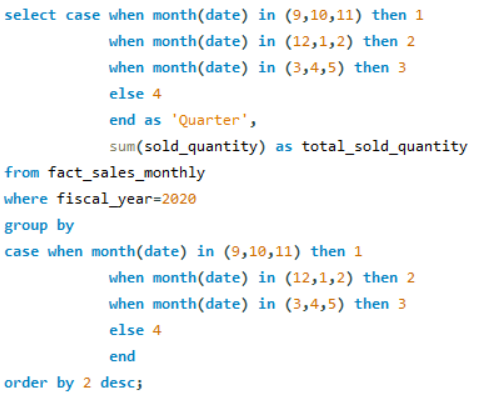 select case when month(date) in (9,10,11) then 1
when month(date) in (12,1,2) then 2
when month(date) in (3,4,5) then 3
else 4
end as 'Quarter',
sum(sold_quantity) as total_sold_quantity
from fact_sales_monthly
where fiscal_year=2020
group by
case when month(date) in (9,10,11) then 1
when month(date) in (12,1,2) then 2
when month(date) in (3,4,5) then 3
else 4
end
order by 2 desc;